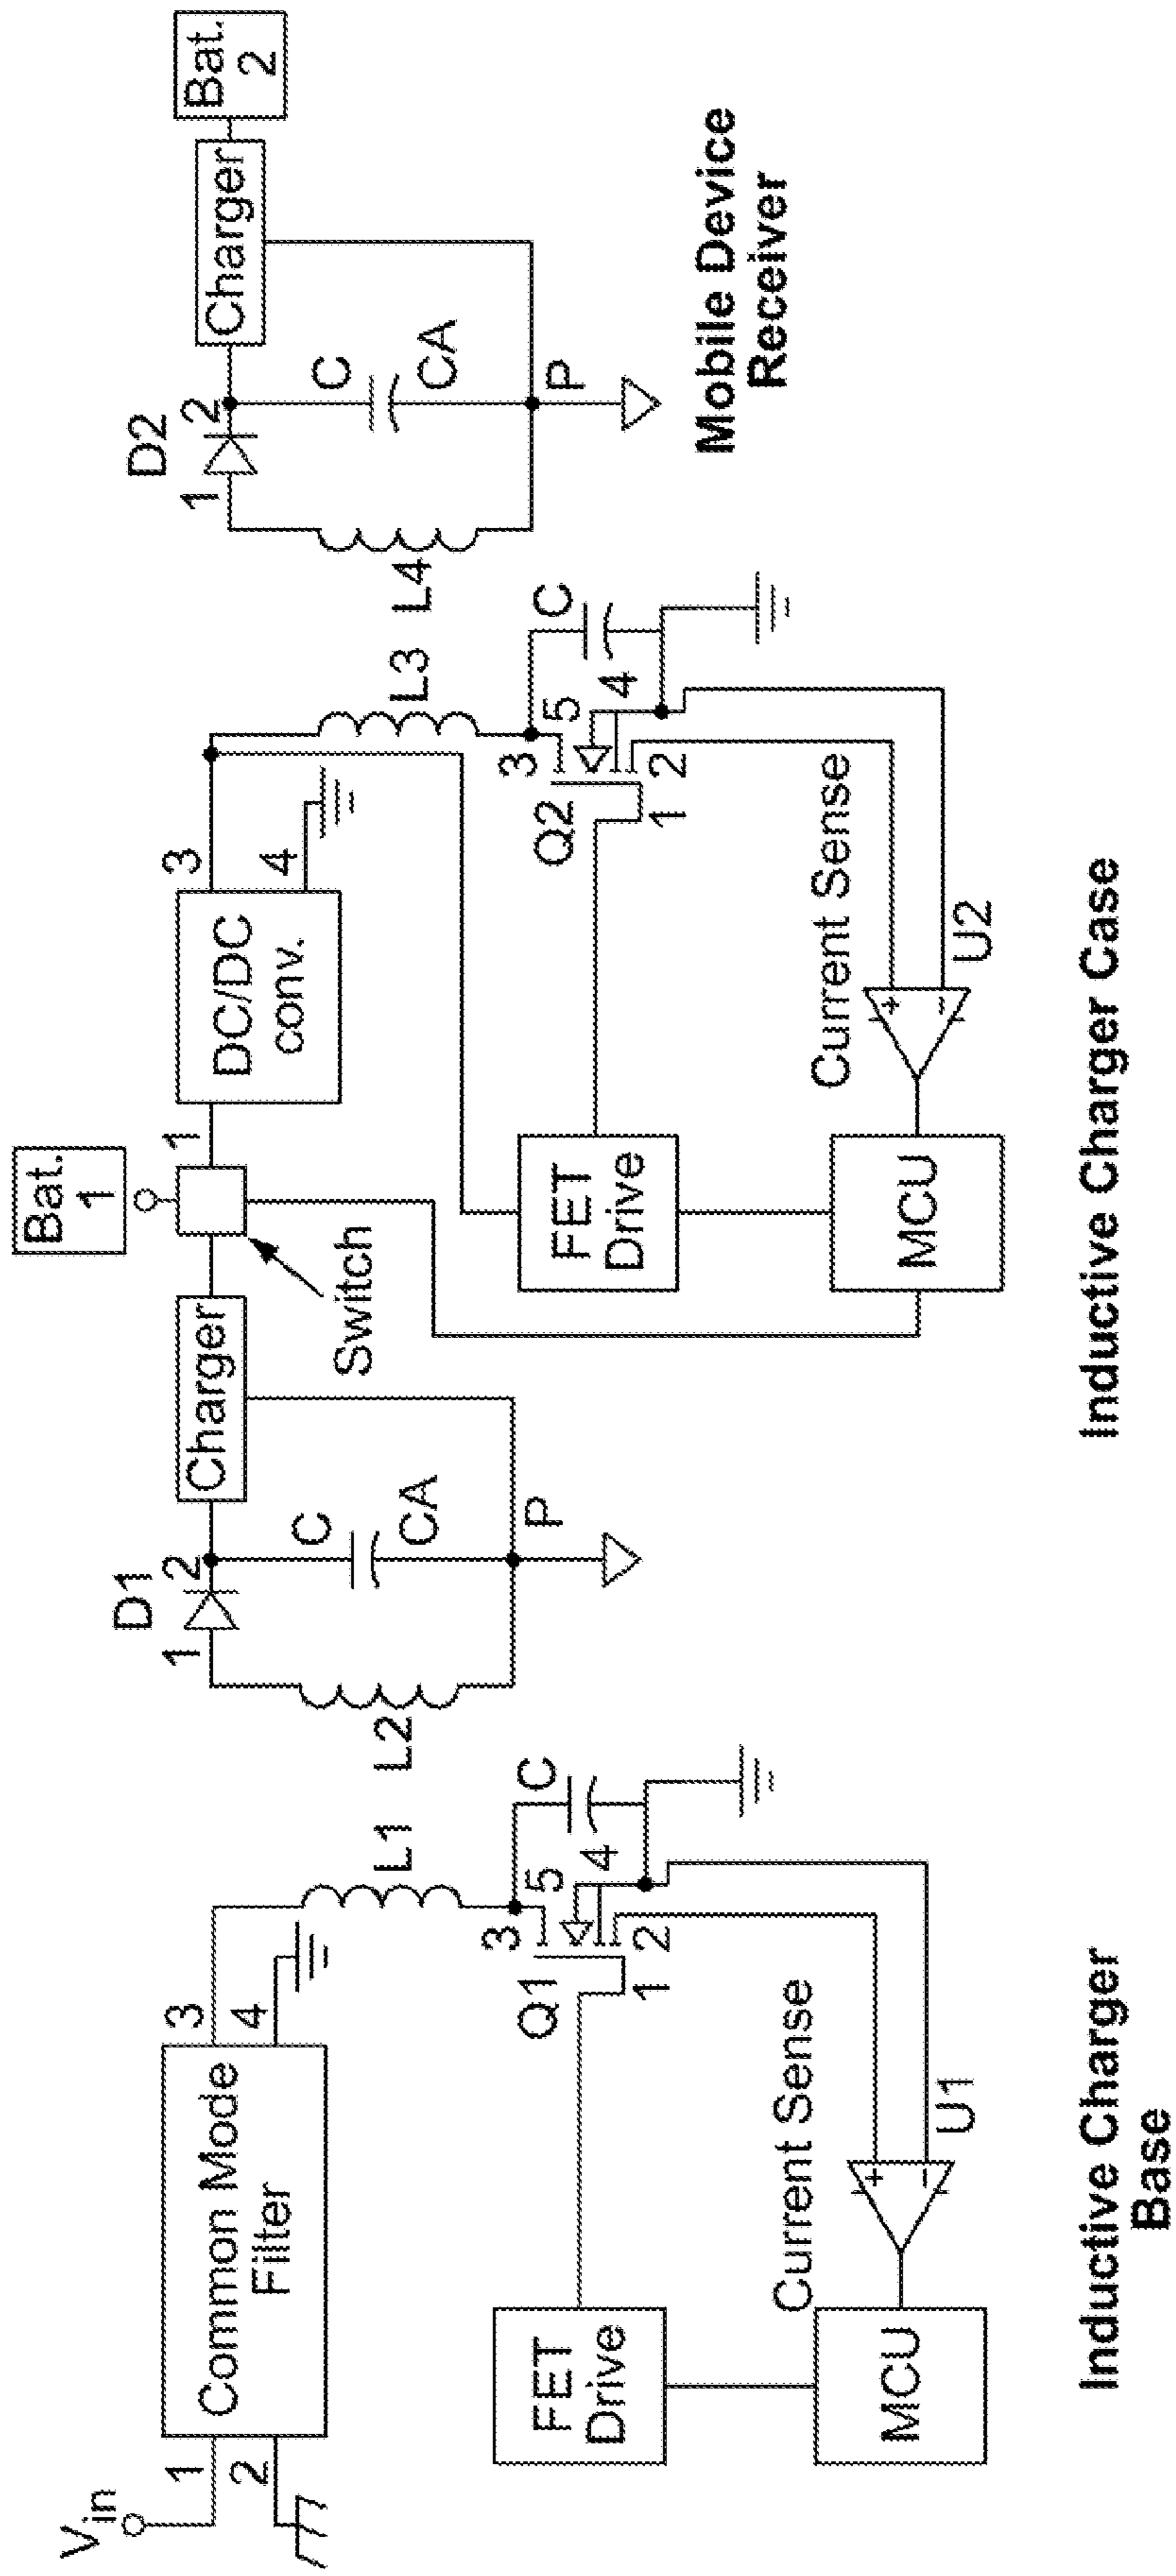 Vin
1
2
Common Mode
Filter
3
4
L1
Q1
3
5
4
2
1
C
FET
Drive
Current Sense
U1
+
−
MCU
Inductive Charger
Base
L2
D1
1
2
C
CA
P
Charger
Switch
Bat.
1
1
DC/DC
conv.
3
4
L3
Q2
3
5
4
2
1
C
FET
Drive
Current Sense
U2
+
−
MCU
Inductive Charger Case
L4
D2
1
2
C
CA
P
Charger
Bat.
2
Mobile Device
Receiver